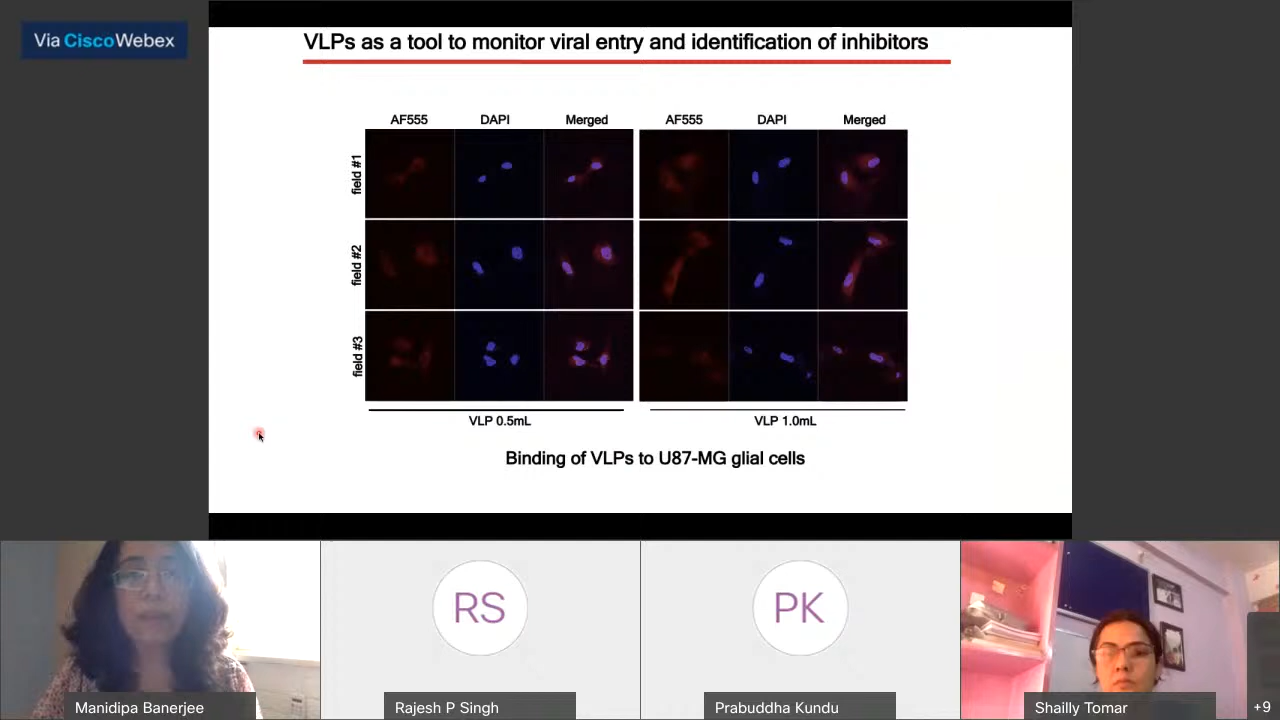 Via Cisco Webex
VLPs as a tool to monitor viral entry and identification of inhibitors
AF555 DAPI Merged AF555 DAPI Merged
field #1
field #2
field #3
VLP 0.5mL VLP 1.0mL
Binding of VLPs to U87-MG glial cells
RS PK
Manidipa Banerjee Rajesh P Singh Prabuddha Kundu Shailly Tomar +9